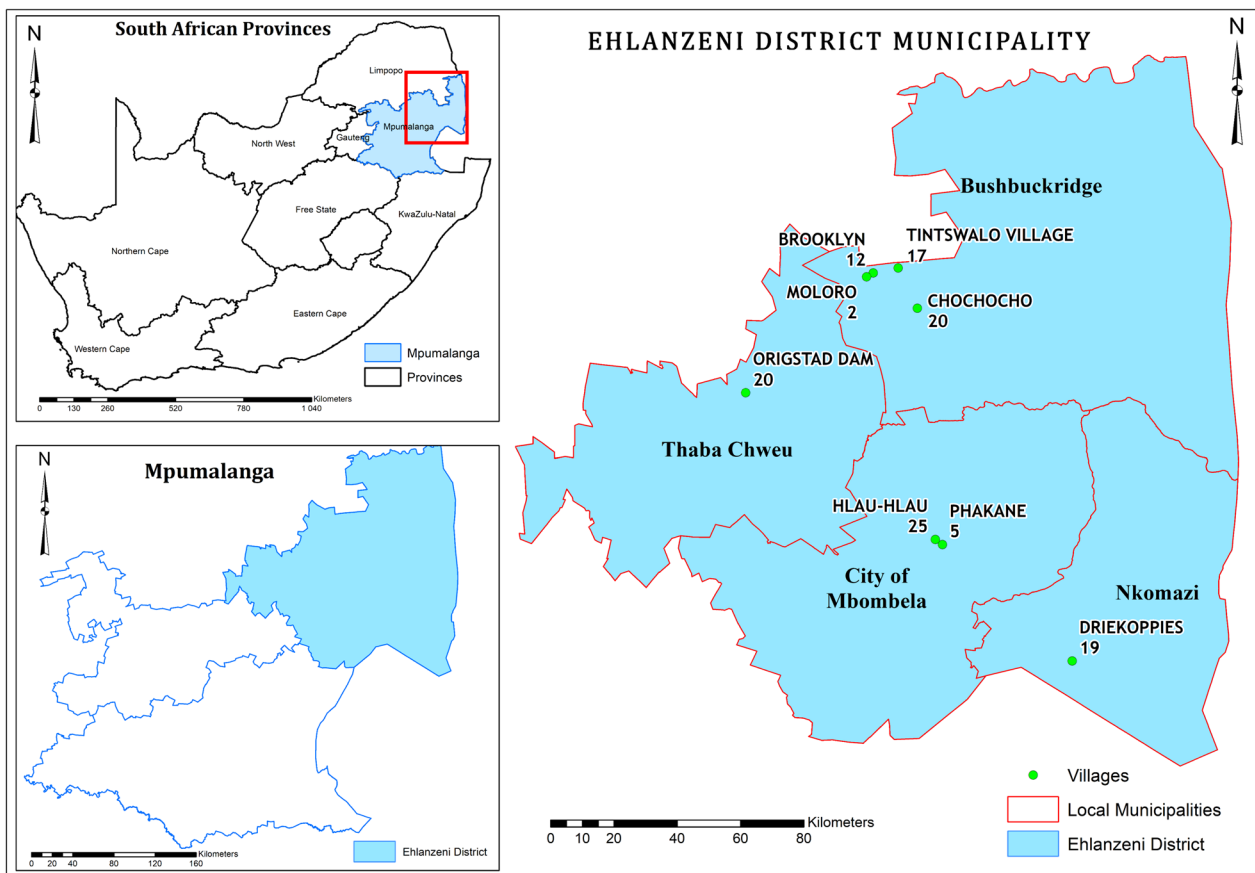 South African Provinces
N
Limpopo
Mpumalanga
Gauteng
North West
Free State
KwaZulu-Natal
Northern Cape
Eastern Cape
Western Cape
Mpumalanga
Provinces
Kilometers
0 130 260 520 780 1 040
Mpumalanga
N
Kilometers
0 20 40 80 120 160
Ehlanzeni District
EHLANZENI DISTRICT MUNICIPALITY
N
Bushbuckridge
BROOKLYN
12
TINTSWALO VILLAGE
17
MOLORO
2
CHOCHOCHO
20
ORIGSTAD DAM
20
Thaba Chweu
HLAU-HLAU
25
PHAKANE
5
City of
Mbombela
Nkomazi
DRIEKOPPIES
19
Villages
Local Municipalities
Ehlanzeni District
Kilometers
0 10 20 40 60 80